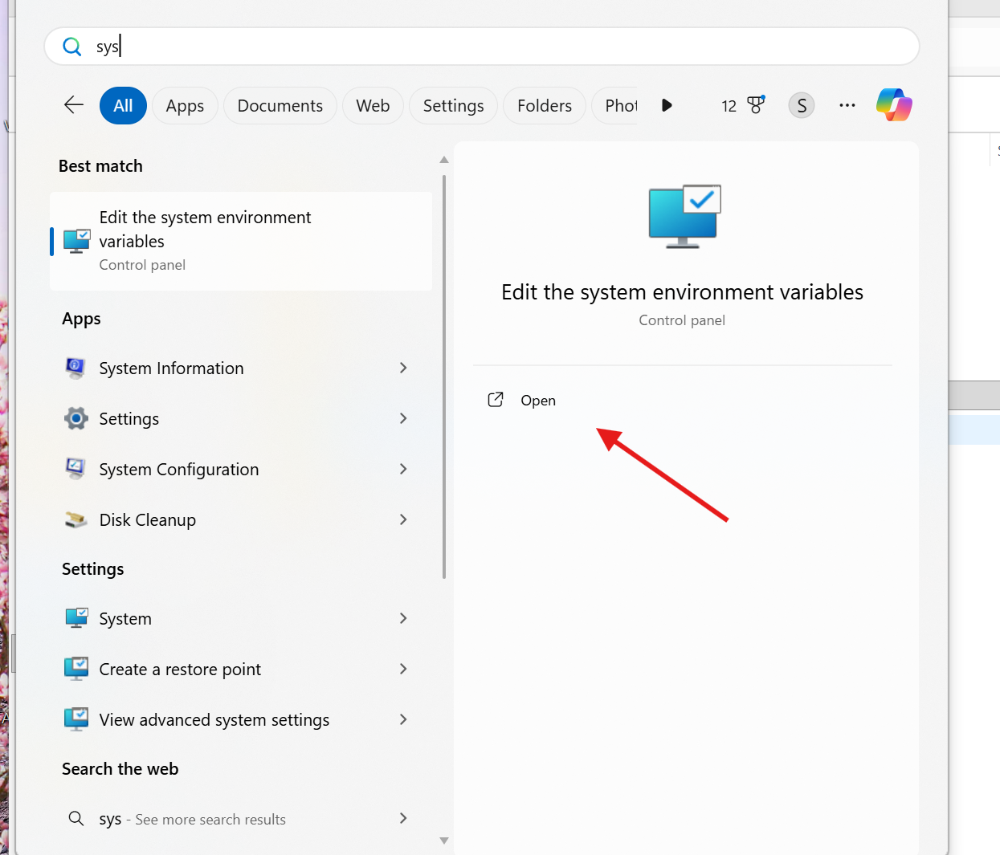 sys
All
Apps
Documents
Web
Settings
Folders
Phot
12
S
Best match
Edit the system environment
variables
Control panel
Apps
System Information
Settings
System Configuration
Disk Cleanup
Settings
System
Create a restore point
View advanced system settings
Search the web
sys - See more search results
Edit the system environment variables
Control panel
Open